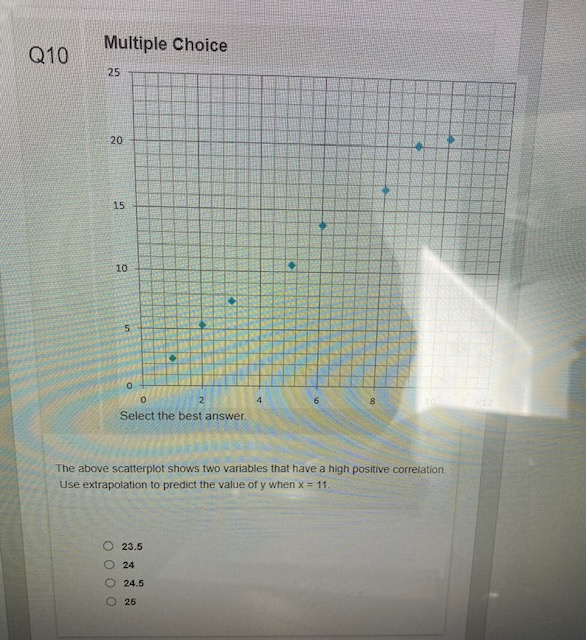 Q10
Multiple Choice
25
20
15
10
5
0
0 2 4 6 8 10 12
Select the best answer.
The above scatterplot shows two variables that have a high positive correlation.
Use extrapolation to predict the value of y when x = 11.
23.5
24
24.5
25